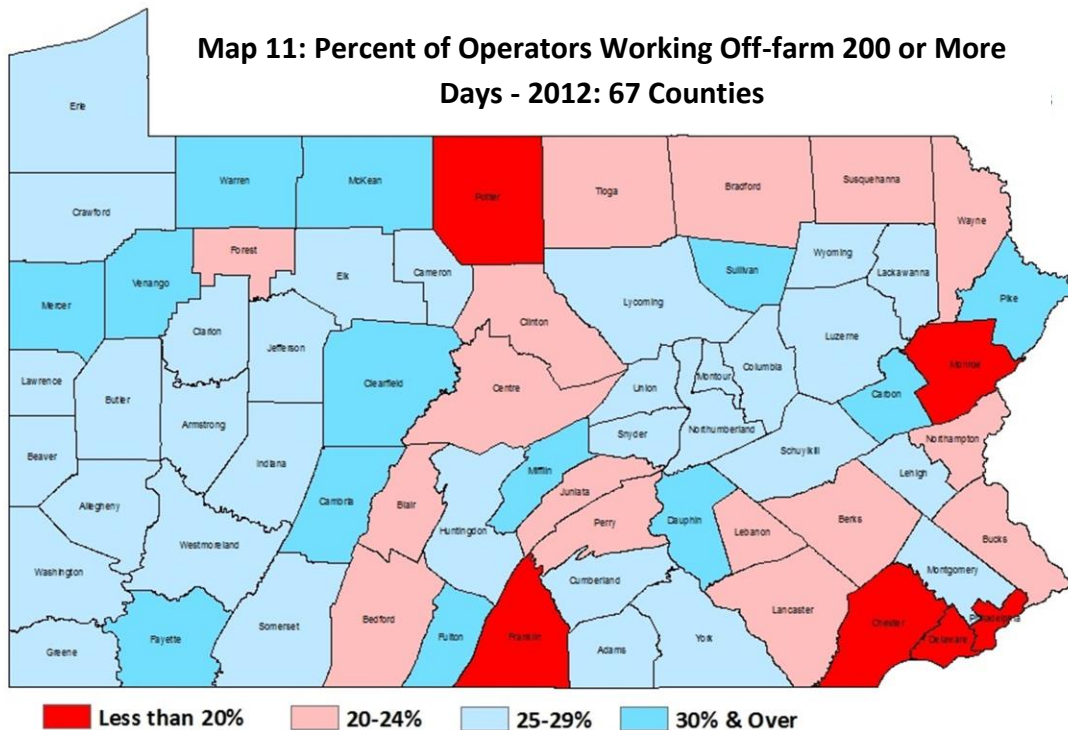 Map 11: Percent of Operators Working Off-farm 200 or More
Days - 2012: 67 Counties
Erie
Warren
McKean
Potter
Tioga
Bradford
Susquehanna
Crawford
Wayne
Forest
Wyoming
Lackawanna
Elk
Cameron
Sullivan
Venango
Mercer
Lycoming
Pike
Clarion
Clinton
Luzerne
Jefferson
Monroe
Lawrence
Clearfield
Centre
Union
Montour
Columbia
Carbon
Butler
Armstrong
Snyder
Northumberland
Northampton
Beaver
Indiana
Schuylkill
Lehigh
Mifflin
Juniata
Allegheny
Cambria
Blair
Huntingdon
Perry
Dauphin
Lebanon
Berks
Bucks
Westmoreland
Montgomery
Washington
Cumberland
Lancaster
Philadelphia
Somerset
Bedford
Fayette
Fulton
Franklin
Chester
Delaware
Greene
Adams
York
Less than 20%
20-24%
25-29%
30% & Over